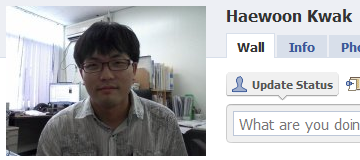 Haewoon Kwak
Wall Info Pho
Update Status
What are you doin